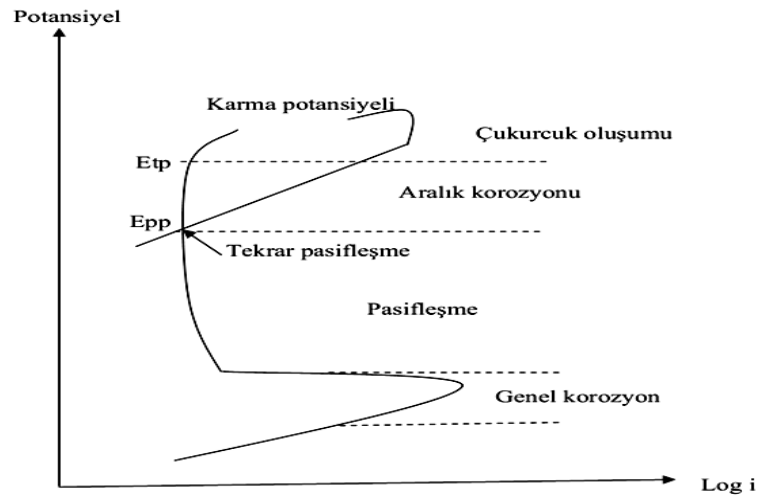 Potansiyel
Karma potansiyeli
Çukurcuk oluşumu
Etp
Aralık korozyonu
Epp
Tekrar pasifleşme
Pasifleşme
Genel korozyon
Log i